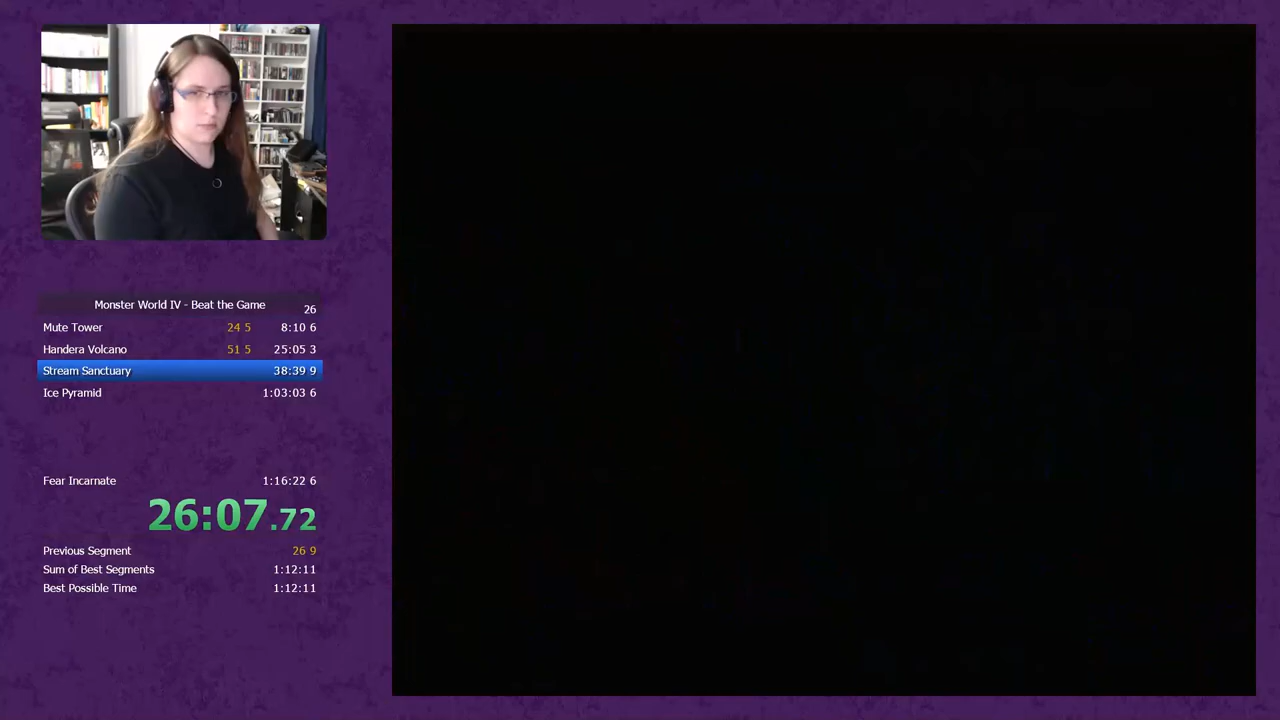 Monster World IV - Beat the Game
26
Mute Tower 24 5 8:10 6
Handera Volcano 51 5 25:05 3
Stream Sanctuary 38:39 9
Ice Pyramid 1:03:03 6
Fear Incarnate 1:16:22 6
26:07.72
Previous Segment 26 9
Sum of Best Segments 1:12:11
Best Possible Time 1:12:11